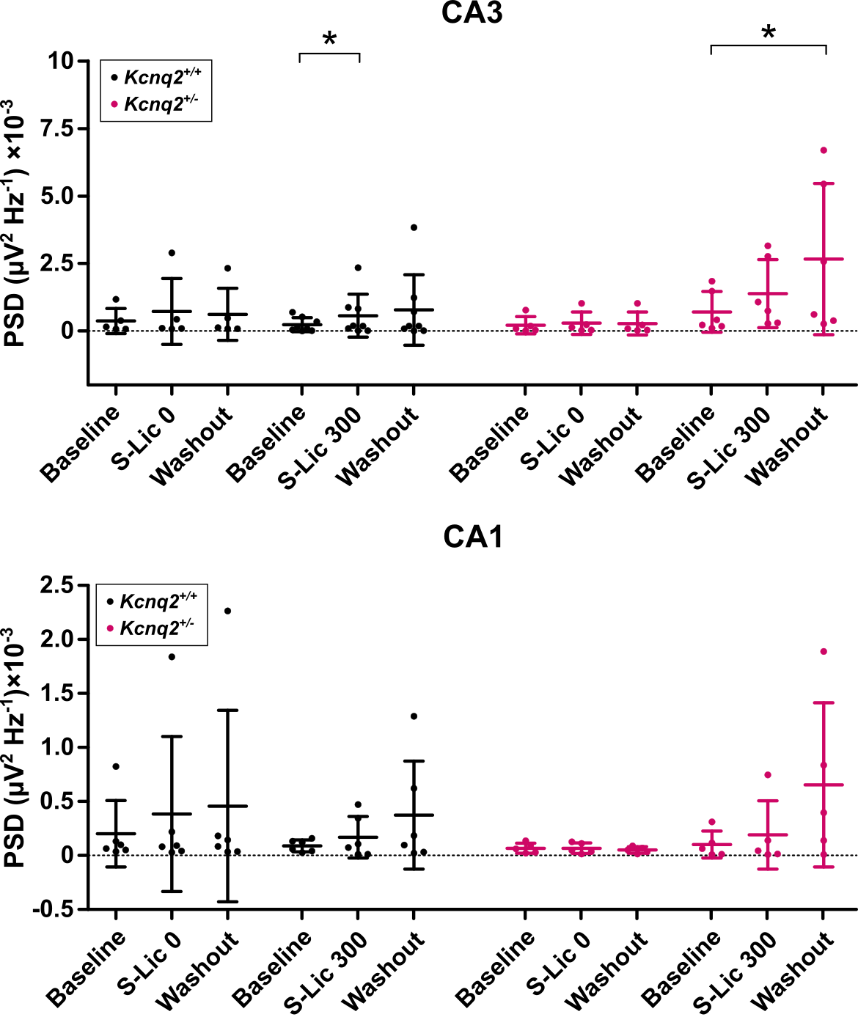 CA3
* *
PSD (µV² Hz⁻¹) ×10⁻³
10
7.5
5.0
2.5
0
Kcnq2⁺/⁺
Kcnq2⁺/⁻
Baseline S-Lic 0 Washout Baseline S-Lic 300 Washout Baseline S-Lic 0 Washout Baseline S-Lic 300 Washout
CA1
PSD (µV² Hz⁻¹)×10⁻³
2.5
2.0
1.5
1.0
0.5
0
-0.5
Kcnq2⁺/⁺
Kcnq2⁺/⁻
Baseline S-Lic 0 Washout Baseline S-Lic 300 Washout Baseline S-Lic 0 Washout Baseline S-Lic 300 Washout